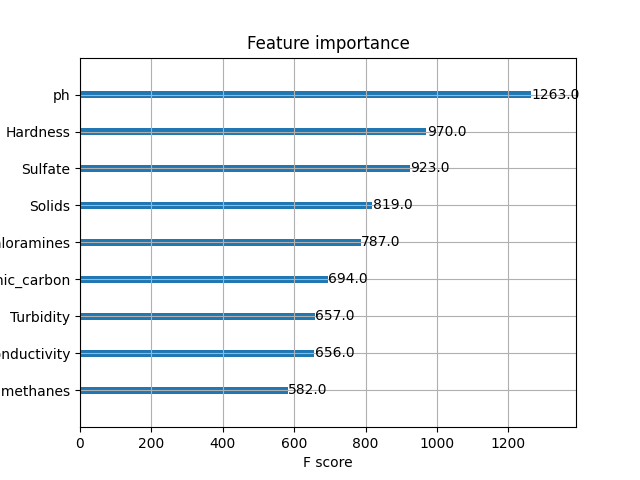 Feature importance
ph
1263.0
Hardness
970.0
Sulfate
923.0
Solids
819.0
loramines
787.0
nic_carbon
694.0
Turbidity
657.0
onductivity
656.0
methanes
582.0
0 200 400 600 800 1000 1200
F score